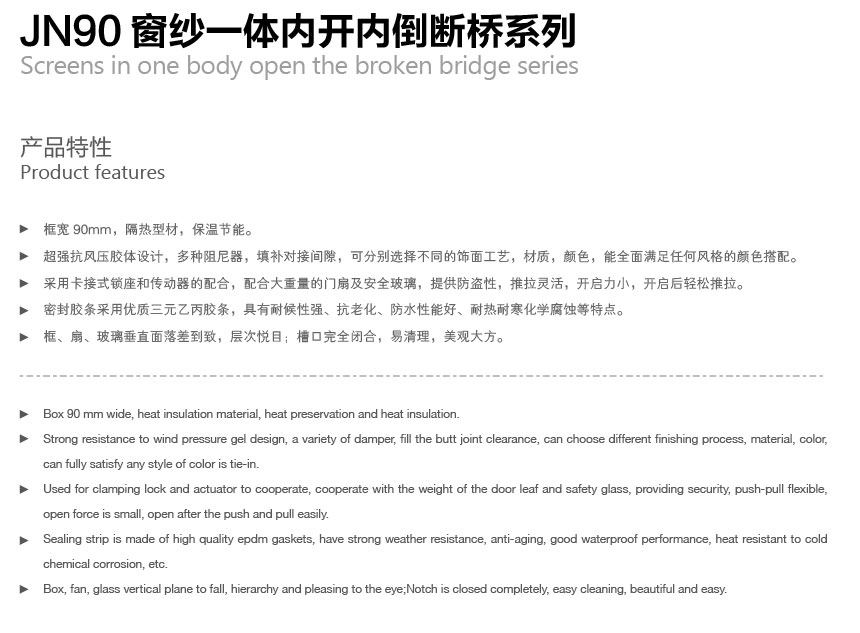 JN90 窗纱一体内开内倒断桥系列
Screens in one body open the broken bridge series
产品特性
Product features
▶ 框宽 90mm，隔热型材，保温节能。
▶ 超强抗风压胶体设计，多种阻尼器，填补对接间隙，可分别选择不同的饰面工艺，材质，颜色，能全面满足任何风格的颜色搭配。
▶ 采用卡接式锁座和传动器的配合，配合大重量的门扇及安全玻璃，提供防盗性，推拉灵活，开启力小，开启后轻松推拉。
▶ 密封胶条采用优质三元乙丙胶条，具有耐候性强、抗老化、防水性能好、耐热耐寒化学腐蚀等特点。
▶ 框、扇、玻璃垂直面落差到致，层次悦目；槽口完全闭合，易清理，美观大方。
▶ Box 90 mm wide, heat insulation material, heat preservation and heat insulation.
▶ Strong resistance to wind pressure gel design, a variety of damper, fill the butt joint clearance, can choose different finishing process, material, color,
can fully satisfy any style of color is tie-in.
▶ Used for clamping lock and actuator to cooperate, cooperate with the weight of the door leaf and safety glass, providing security, push-pull flexible,
open force is small, open after the push and pull easily.
▶ Sealing strip is made of high quality epdm gaskets, have strong weather resistance, anti-aging, good waterproof performance, heat resistant to cold
chemical corrosion, etc.
▶ Box, fan, glass vertical plane to fall, hierarchy and pleasing to the eye;Notch is closed completely, easy cleaning, beautiful and easy.